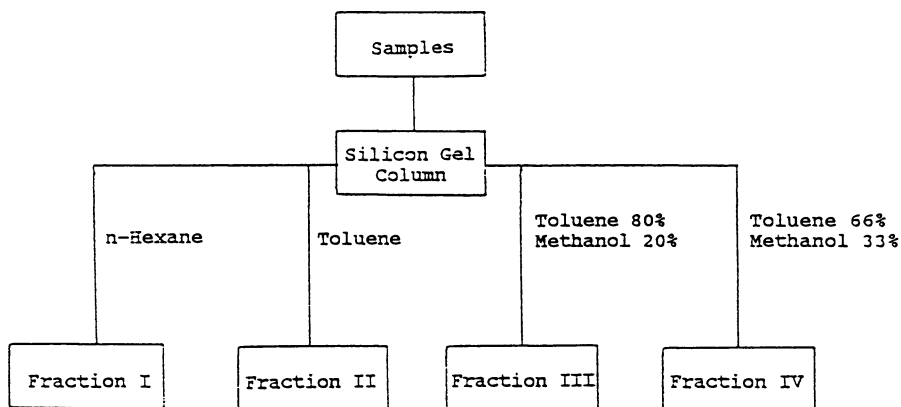 Samples
Silicon Gel
Column
n-Hexane
Toluene
Toluene 80%
Methanol 20%
Toluene 66%
Methanol 33%
Fraction I
Fraction II
Fraction III
Fraction IV